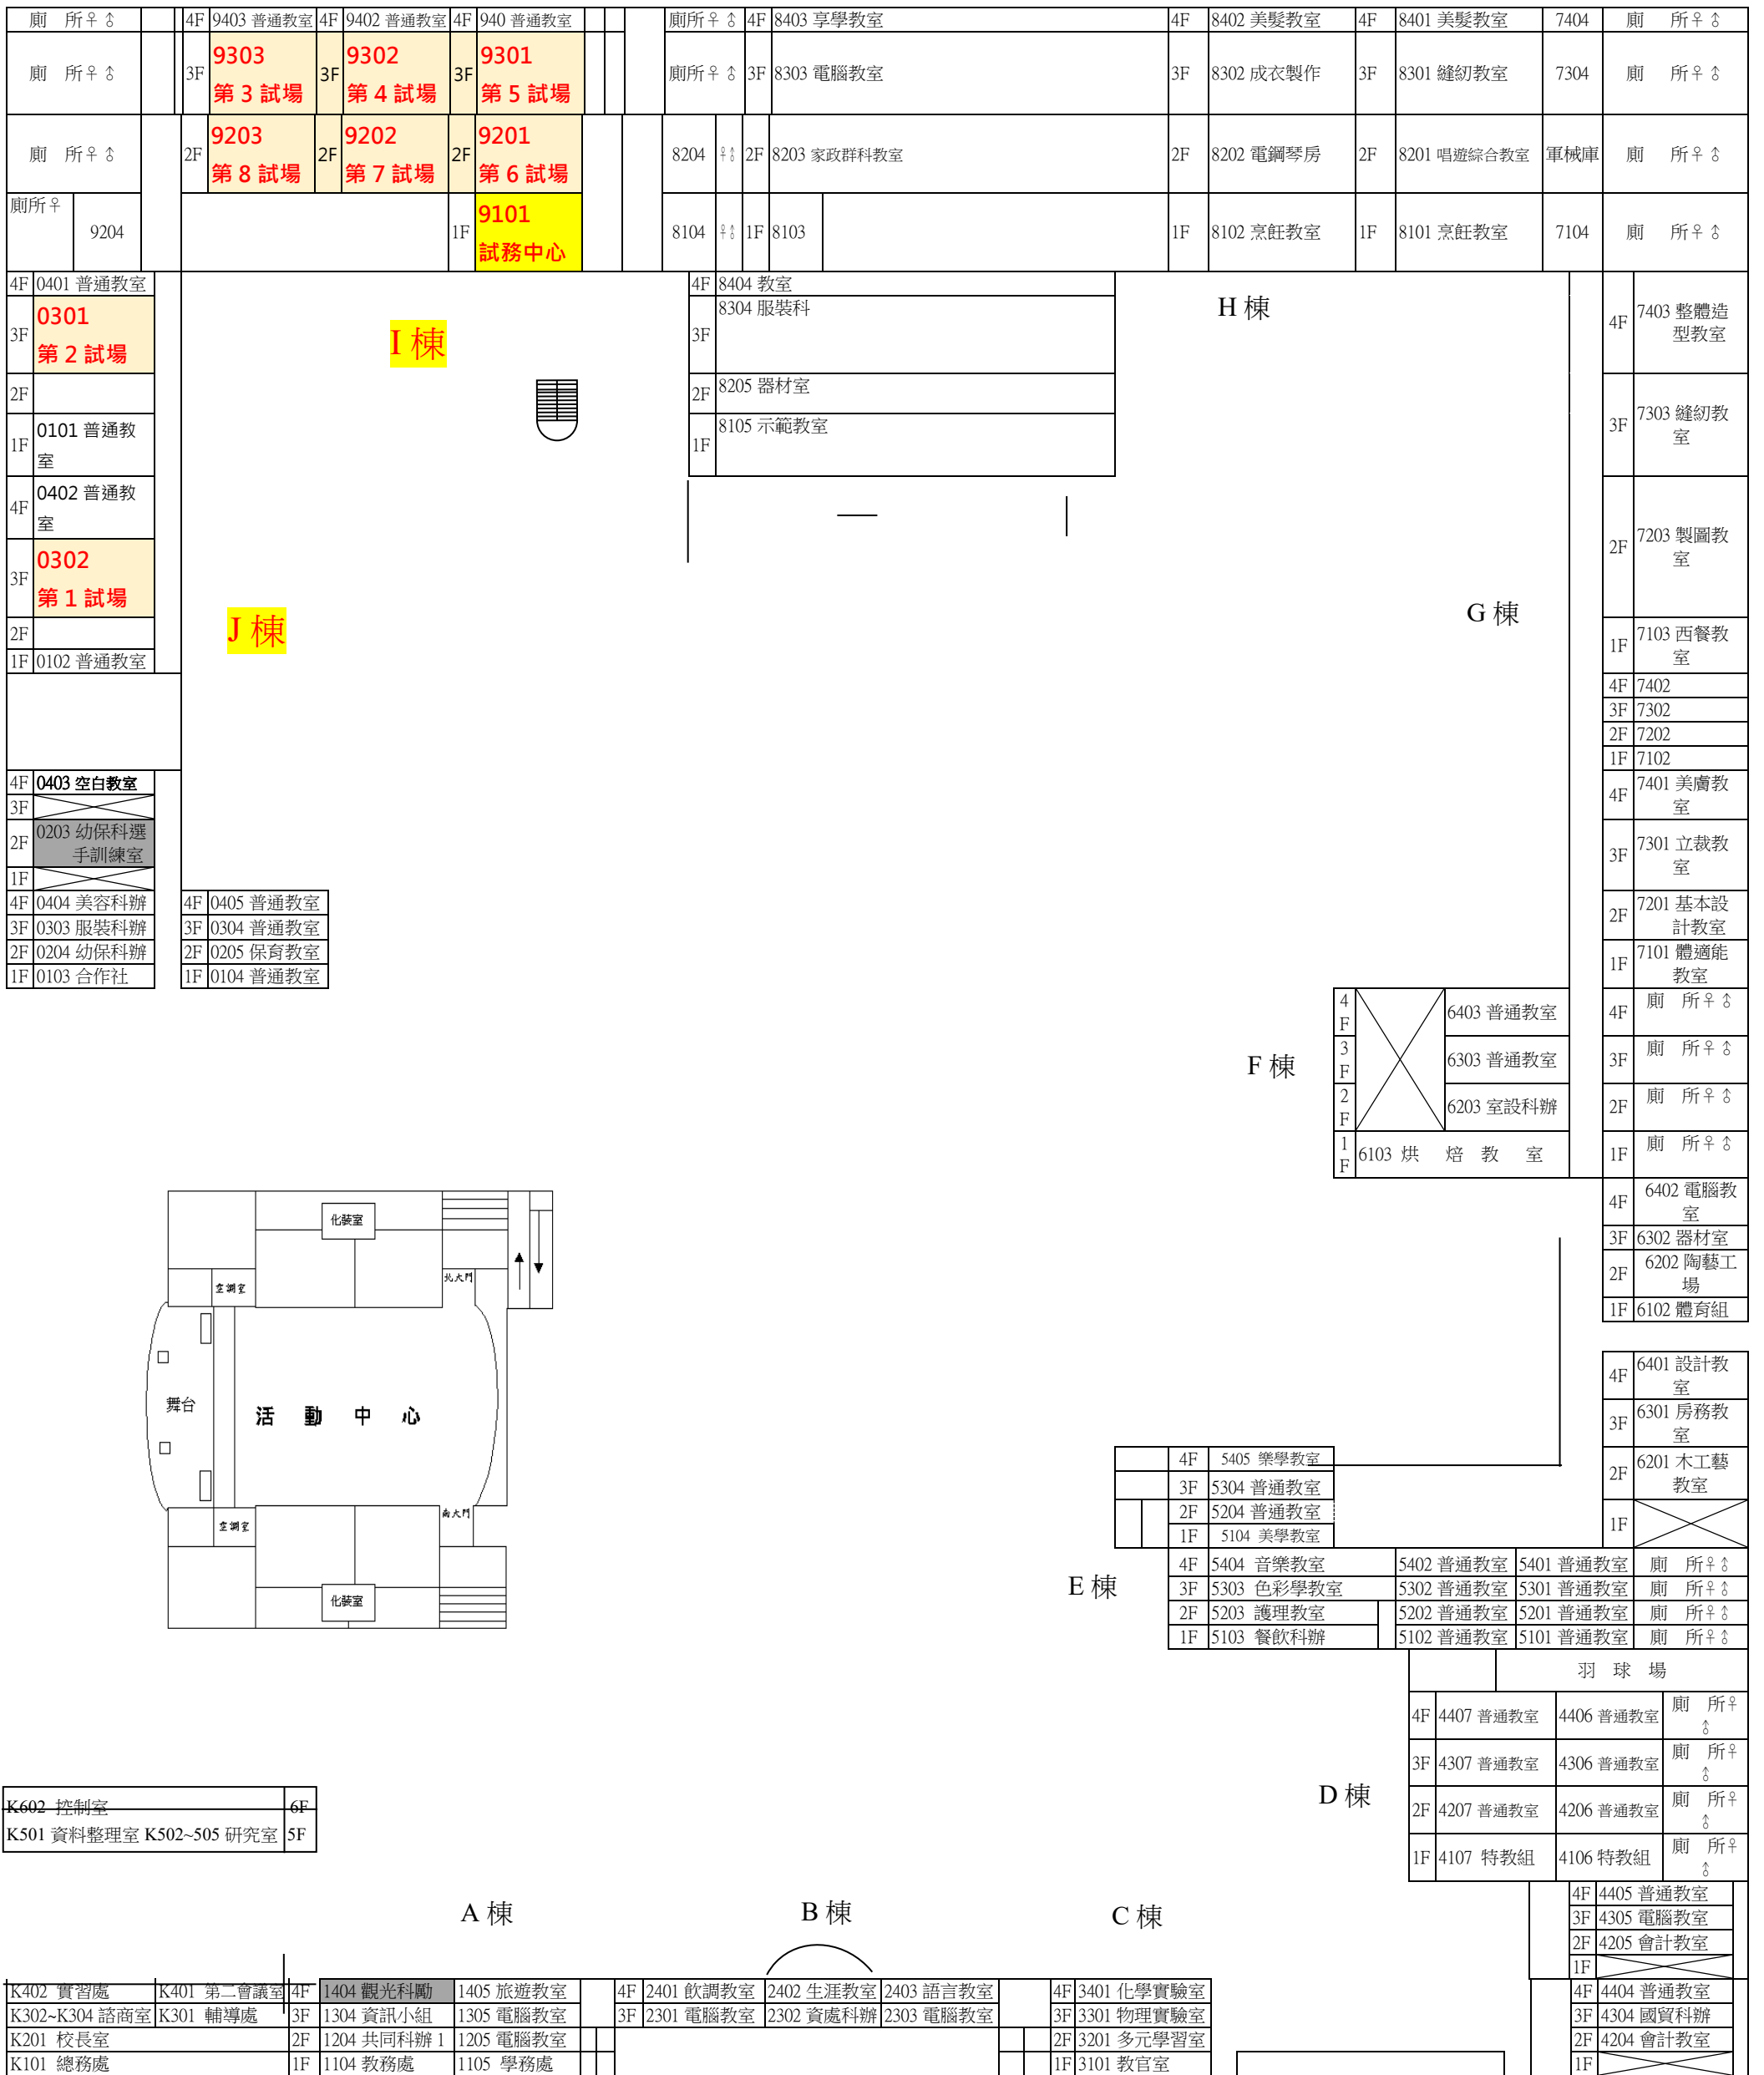 廁 所♀♂ 4F 9403 普通教室 4F 9402 普通教室 4F 940 普通教室 廁所♀♂ 4F 8403 享學教室 4F 8402 美髮教室 4F 8401 美髮教室 7404 廁 所♀♂
廁 所♀♂ 3F 9303 第 3 試場 3F 9302 第 4 試場 3F 9301 第 5 試場 廁所♀♂ 3F 8303 電腦教室 3F 8302 成衣製作 3F 8301 縫紉教室 7304 廁 所♀♂
廁 所♀♂ 2F 9203 第 8 試場 2F 9202 第 7 試場 2F 9201 第 6 試場 8204 ♀♂ 2F 8203 家政群科教室 2F 8202 電鋼琴房 2F 8201 唱遊綜合教室 軍械庫 廁 所♀♂
廁所♀ 9204 1F 9101 試務中心 8104 ♀♂ 1F 8103 1F 8102 烹飪教室 1F 8101 烹飪教室 7104 廁 所♀♂
4F 0401 普通教室
3F 0301
第 2 試場
2F
1F 0101 普通教
室
4F 0402 普通教
室
3F 0302
第 1 試場
2F
1F 0102 普通教室
I 棟
J 棟
4F 8404 教室
3F 8304 服裝科
2F 8205 器材室
1F 8105 示範教室
H 棟
G 棟
4F 7403 整體造
型教室
3F 7303 縫紉教
室
2F 7203 製圖教
室
1F 7103 西餐教
室
4F 7402
3F 7302
2F 7202
1F 7102
4F 7401 美膚教
室
3F 7301 立裁教
室
2F 7201 基本設
計教室
1F 7101 體適能
教室
4F 廁 所♀♂
3F 廁 所♀♂
2F 廁 所♀♂
1F 廁 所♀♂
4F 0403 空白教室
3F
2F 0203 幼保科選
手訓練室
1F
4F 0404 美容科辦 4F 0405 普通教室
3F 0303 服裝科辦 3F 0304 普通教室
2F 0204 幼保科辦 2F 0205 保育教室
1F 0103 合作社 1F 0104 普通教室
F 棟
4F 6403 普通教室
3F 6303 普通教室
2F 6203 室設科辦
1F 6103 烘 焙 教 室
4F 6402 電腦教
室
3F 6302 器材室
2F 6202 陶藝工
場
1F 6102 體育組
4F 6401 設計教
室
3F 6301 房務教
室
2F 6201 木工藝
教室
1F
化裝室
空調室 北大門
舞台 活 動 中 心
空調室 南大門
化裝室
4F 5405 樂學教室
3F 5304 普通教室
2F 5204 普通教室
1F 5104 美學教室
E 棟
4F 5404 音樂教室 5402 普通教室 5401 普通教室 廁 所♀♂
3F 5303 色彩學教室 5302 普通教室 5301 普通教室 廁 所♀♂
2F 5203 護理教室 5202 普通教室 5201 普通教室 廁 所♀♂
1F 5103 餐飲科辦 5102 普通教室 5101 普通教室 廁 所♀♂
羽 球 場
D 棟
4F 4407 普通教室 4406 普通教室 廁 所♀♂
3F 4307 普通教室 4306 普通教室 廁 所♀♂
2F 4207 普通教室 4206 普通教室 廁 所♀♂
1F 4107 特教組 4106 特教組 廁 所♀♂
K602 控制室 6F
K501 資料整理室 K502~505 研究室 5F
A 棟 B 棟 C 棟
4F 4405 普通教室
3F 4305 電腦教室
2F 4205 會計教室
1F
K402 實習處 K401 第二會議室 4F 1404 觀光科勵 1405 旅遊教室 4F 2401 飲調教室 2402 生涯教室 2403 語言教室 4F 3401 化學實驗室 4F 4404 普通教室
K302~K304 諮商室 K301 輔導處 3F 1304 資訊小組 1305 電腦教室 3F 2301 電腦教室 2302 資處科辦 2303 電腦教室 3F 3301 物理實驗室 3F 4304 國貿科辦
K201 校長室 2F 1204 共同科辦 1 1205 電腦教室 2F 3201 多元學習室 2F 4204 會計教室
K101 總務處 1F 1104 教務處 1105 學務處 1F 3101 教官室 1F